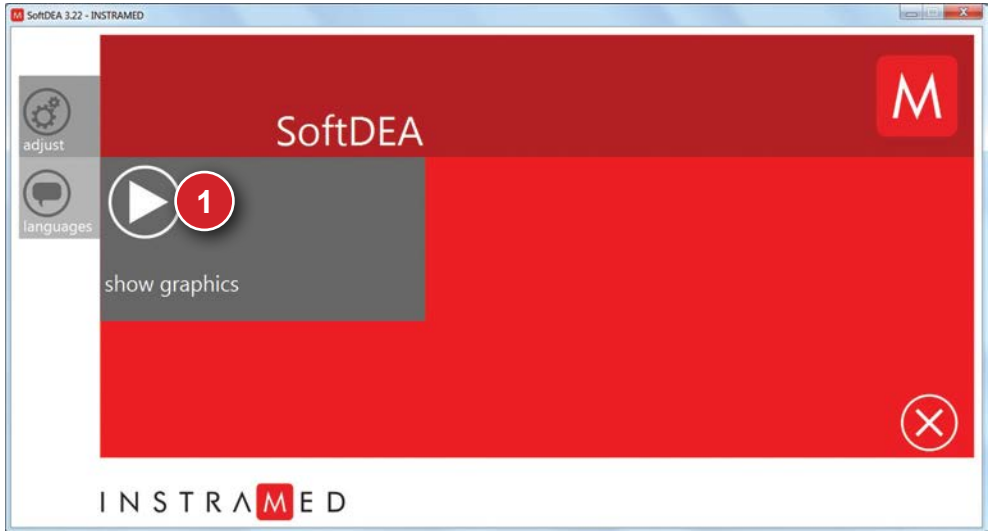 SoftDEA 3.22 - INSTRAMED
M
SoftDEA
adjust
languages
1
show graphics
INSTRAMED